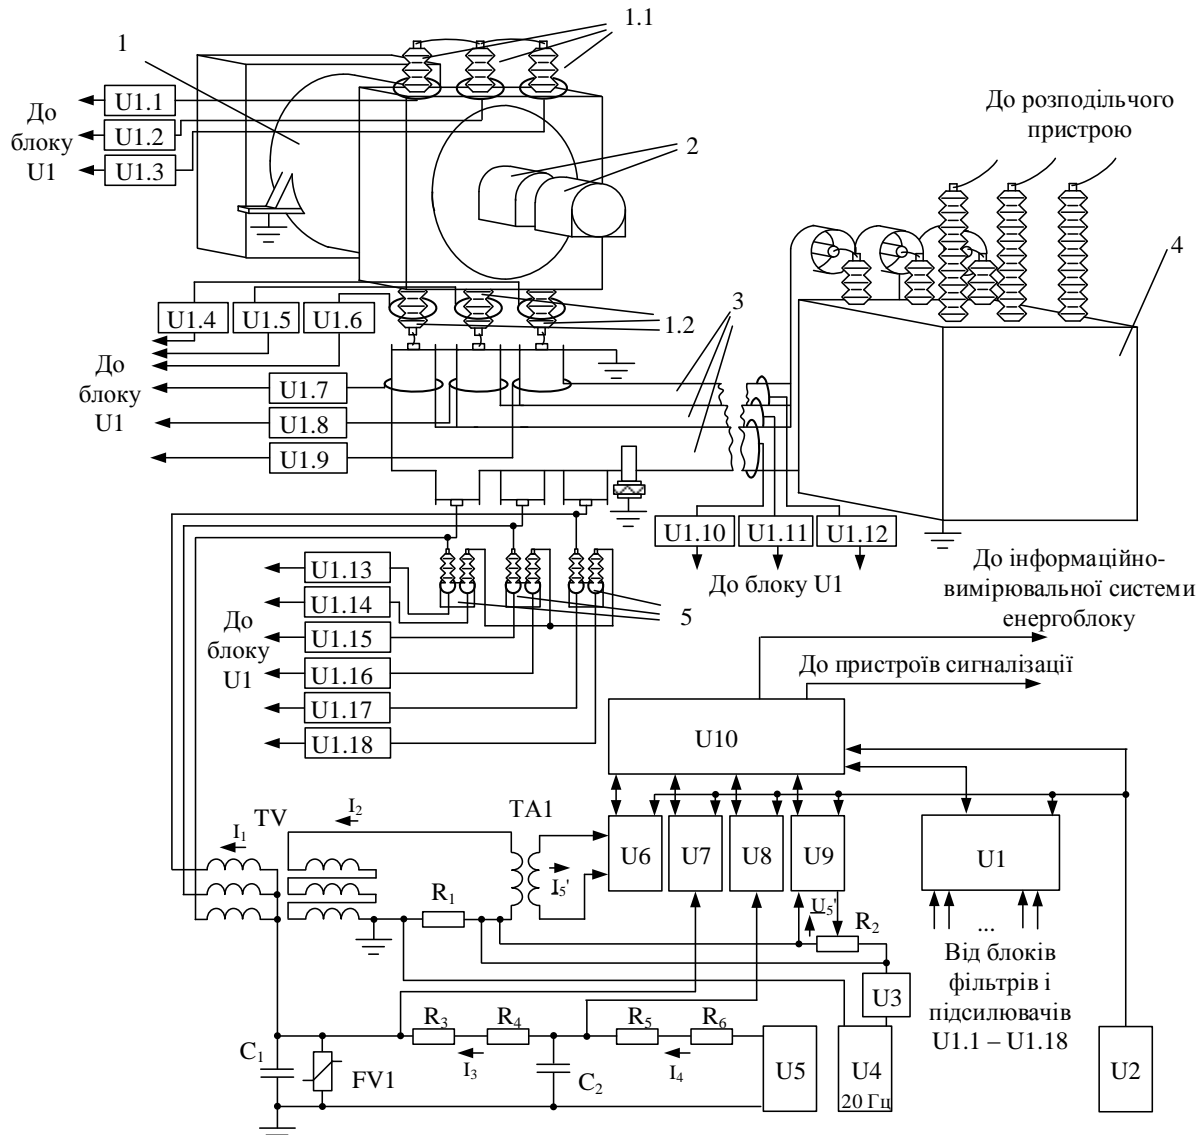 1
1.1
U1.1
U1.2
U1.3
До
блоку
U1
2
До розподільчого
пристрою
4
U1.4
U1.5
U1.6
1.2
3
До
блоку
U1
U1.7
U1.8
U1.9
U1.10
U1.11
U1.12
До блоку U1
До інформаційно-
вимірювальної системи
енергоблоку
До пристроїв сигналізації
U1.13
U1.14
U1.15
U1.16
U1.17
U1.18
До
блоку
U1
5
U10
TV
I₁
I₂
TA1
I₅'
U6
U7
U8
U9
U1
R₁
U₅'
R₂
...
Від блоків
фільтрів і
підсилювачів
U1.1 – U1.18
U3
R₃
R₄
R₅
R₆
I₃
I₄
C₁
FV1
C₂
U5
U4
20 Гц
U2